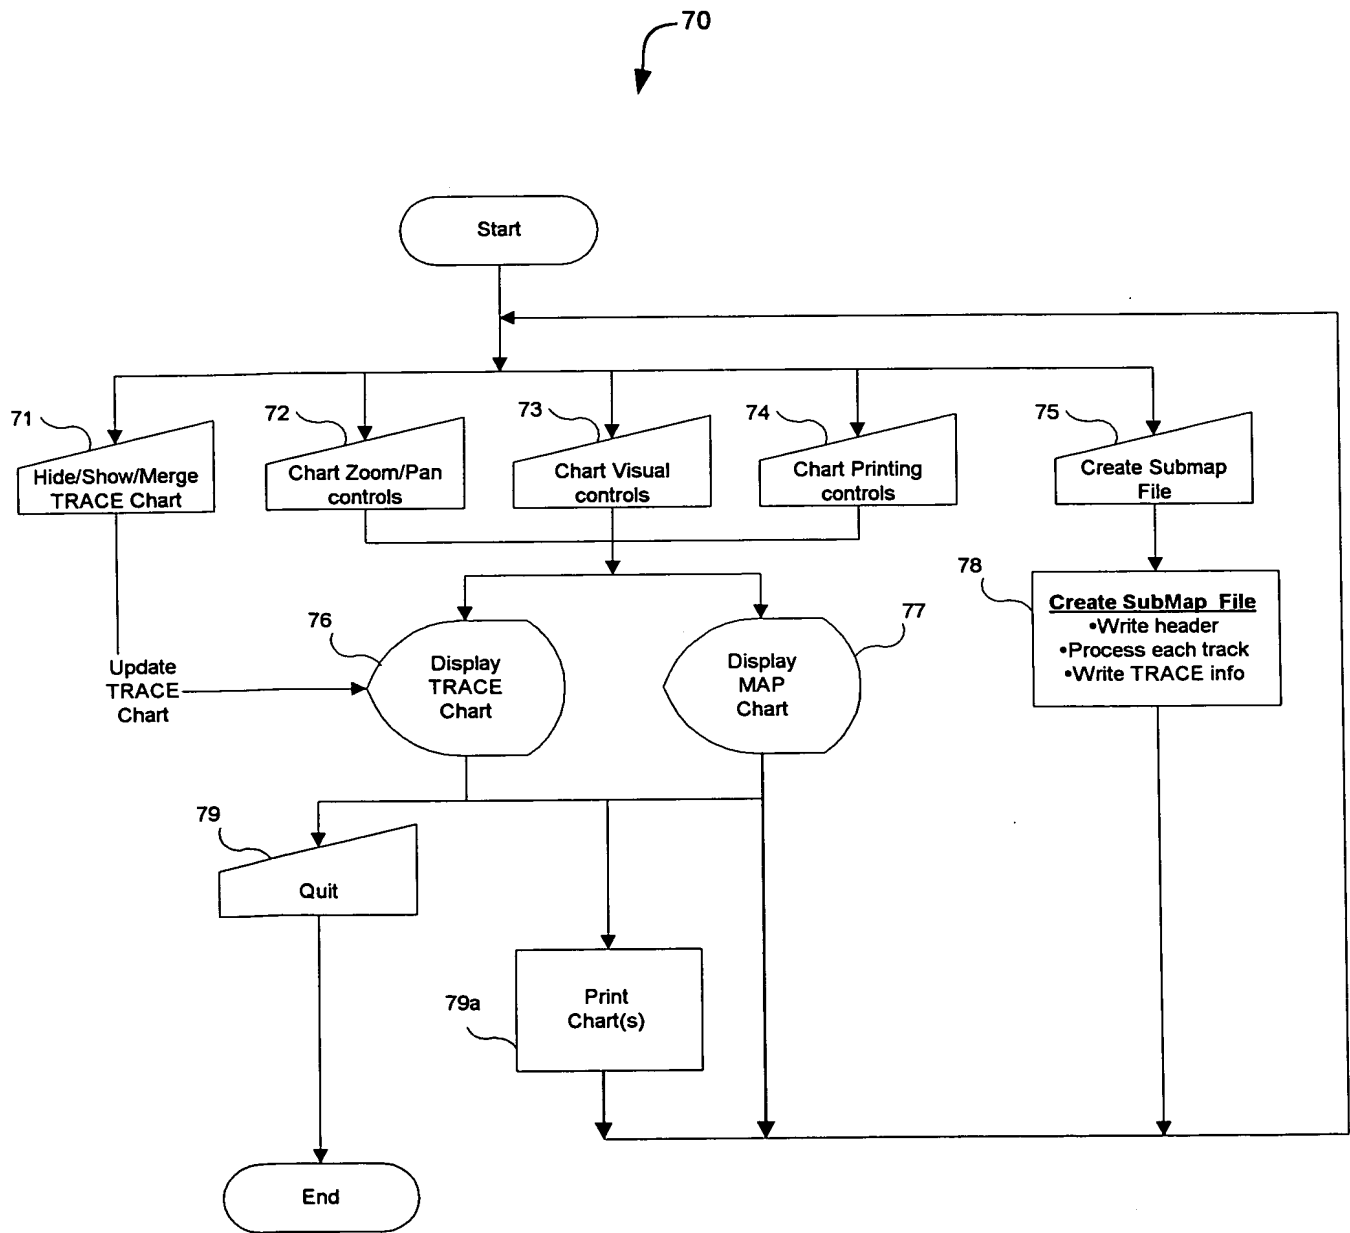 70
Start
71
Hide/Show/Merge
TRACE Chart
72
Chart Zoom/Pan
controls
73
Chart Visual
controls
74
Chart Printing
controls
75
Create Submap
File
Update
TRACE
Chart
76
Display
TRACE
Chart
77
Display
MAP
Chart
78
Create SubMap File
•Write header
•Process each track
•Write TRACE info
79
Quit
79a
Print
Chart(s)
End